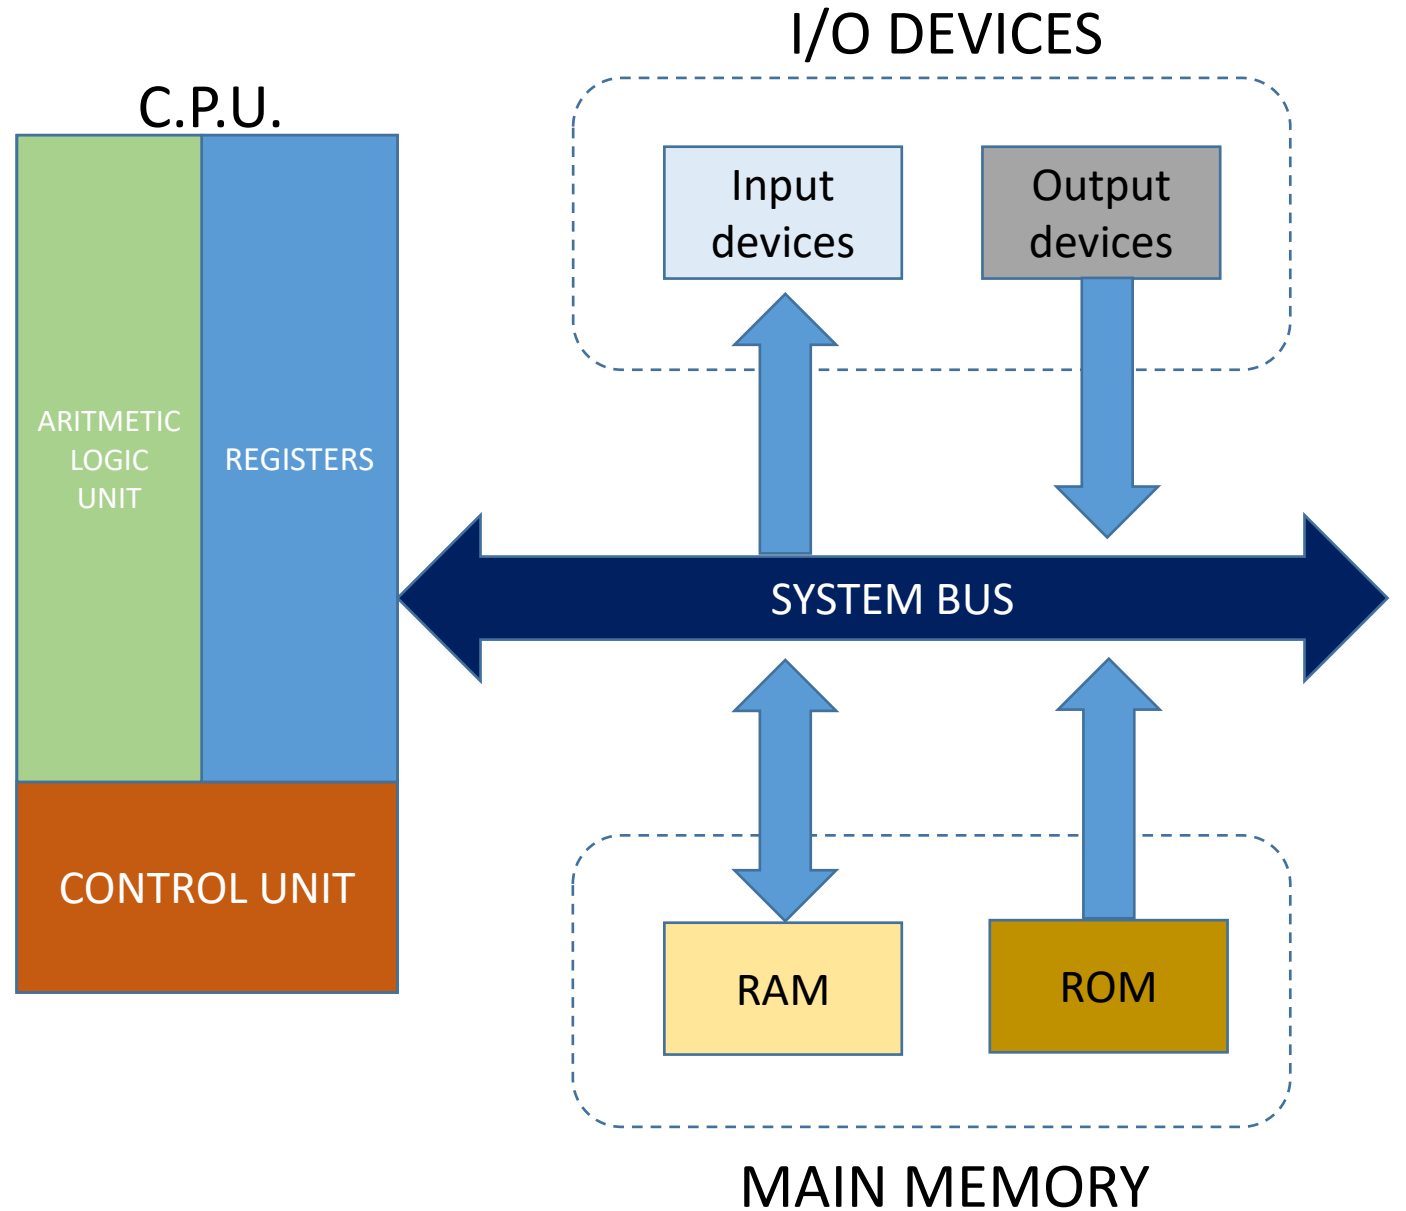 I/O DEVICES
C.P.U.
Input
devices
Output
devices
ARITMETIC
LOGIC
UNIT
REGISTERS
SYSTEM BUS
CONTROL UNIT
RAM
ROM
MAIN MEMORY